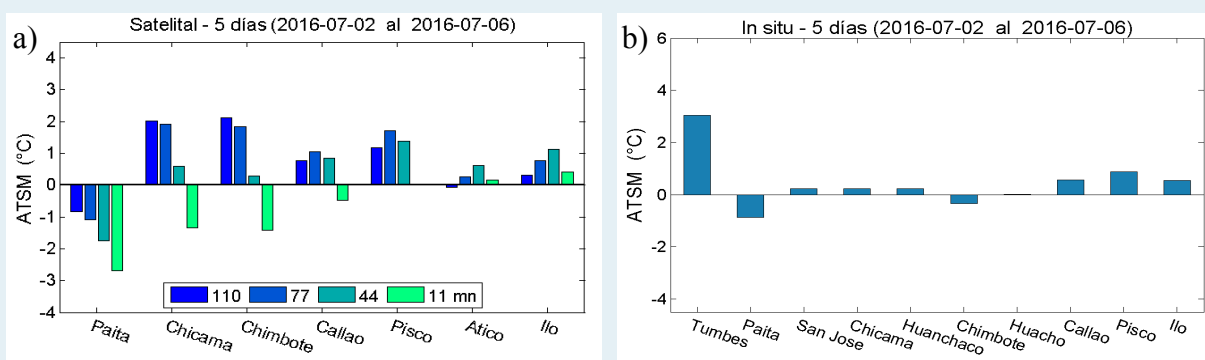 a)
Satelital - 5 días (2016-07-02 al 2016-07-06)
ATSM (°C)
4
3
2
1
0
-1
-2
-3
-4
110 77 44 11 mn
Paita Chicama Chimbote Callao Pisco Atico Ilo
b)
In situ - 5 días (2016-07-02 al 2016-07-06)
ATSM (°C)
6
4
2
0
-2
-4
Tumbes Paita San Jose Chicama Huanchaco Chimbote Huacho Callao Pisco Ilo